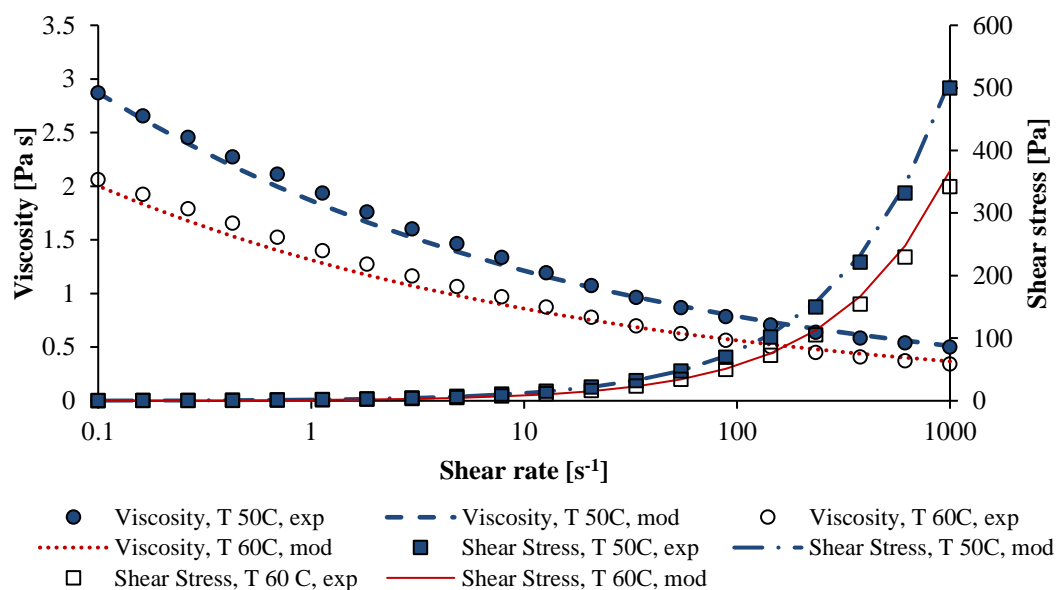 3.5
3
2.5
2
1.5
1
0.5
0
Viscosity [Pa s]
600
500
400
300
200
100
0
Shear stress [Pa]
0.1 1 10 100 1000
Shear rate [s⁻¹]
Viscosity, T 50C, exp Viscosity, T 50C, mod Viscosity, T 60C, exp
Viscosity, T 60C, mod Shear Stress, T 50C, exp Shear Stress, T 50C, mod
Shear Stress, T 60 C, exp Shear Stress, T 60C, mod